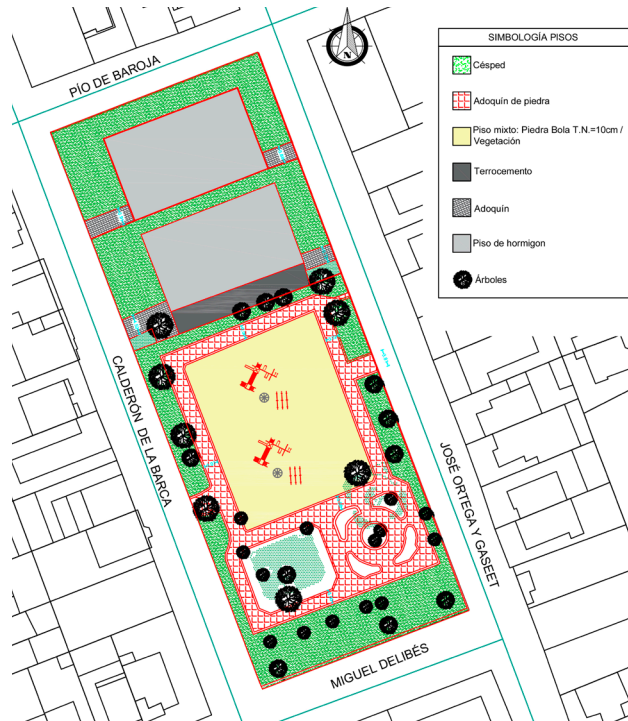 PÍO DE BAROJA
N
SIMBOLOGÍA PISOS
Césped
Adoquín de piedra
Piso mixto: Piedra Bola T.N.=10cm /
Vegetación
Terrocemento
Adoquín
Piso de hormigon
Árboles
CALDERÓN DE LA BARCA
JOSÉ ORTEGA Y GASEET
MIGUEL DELIBÉS